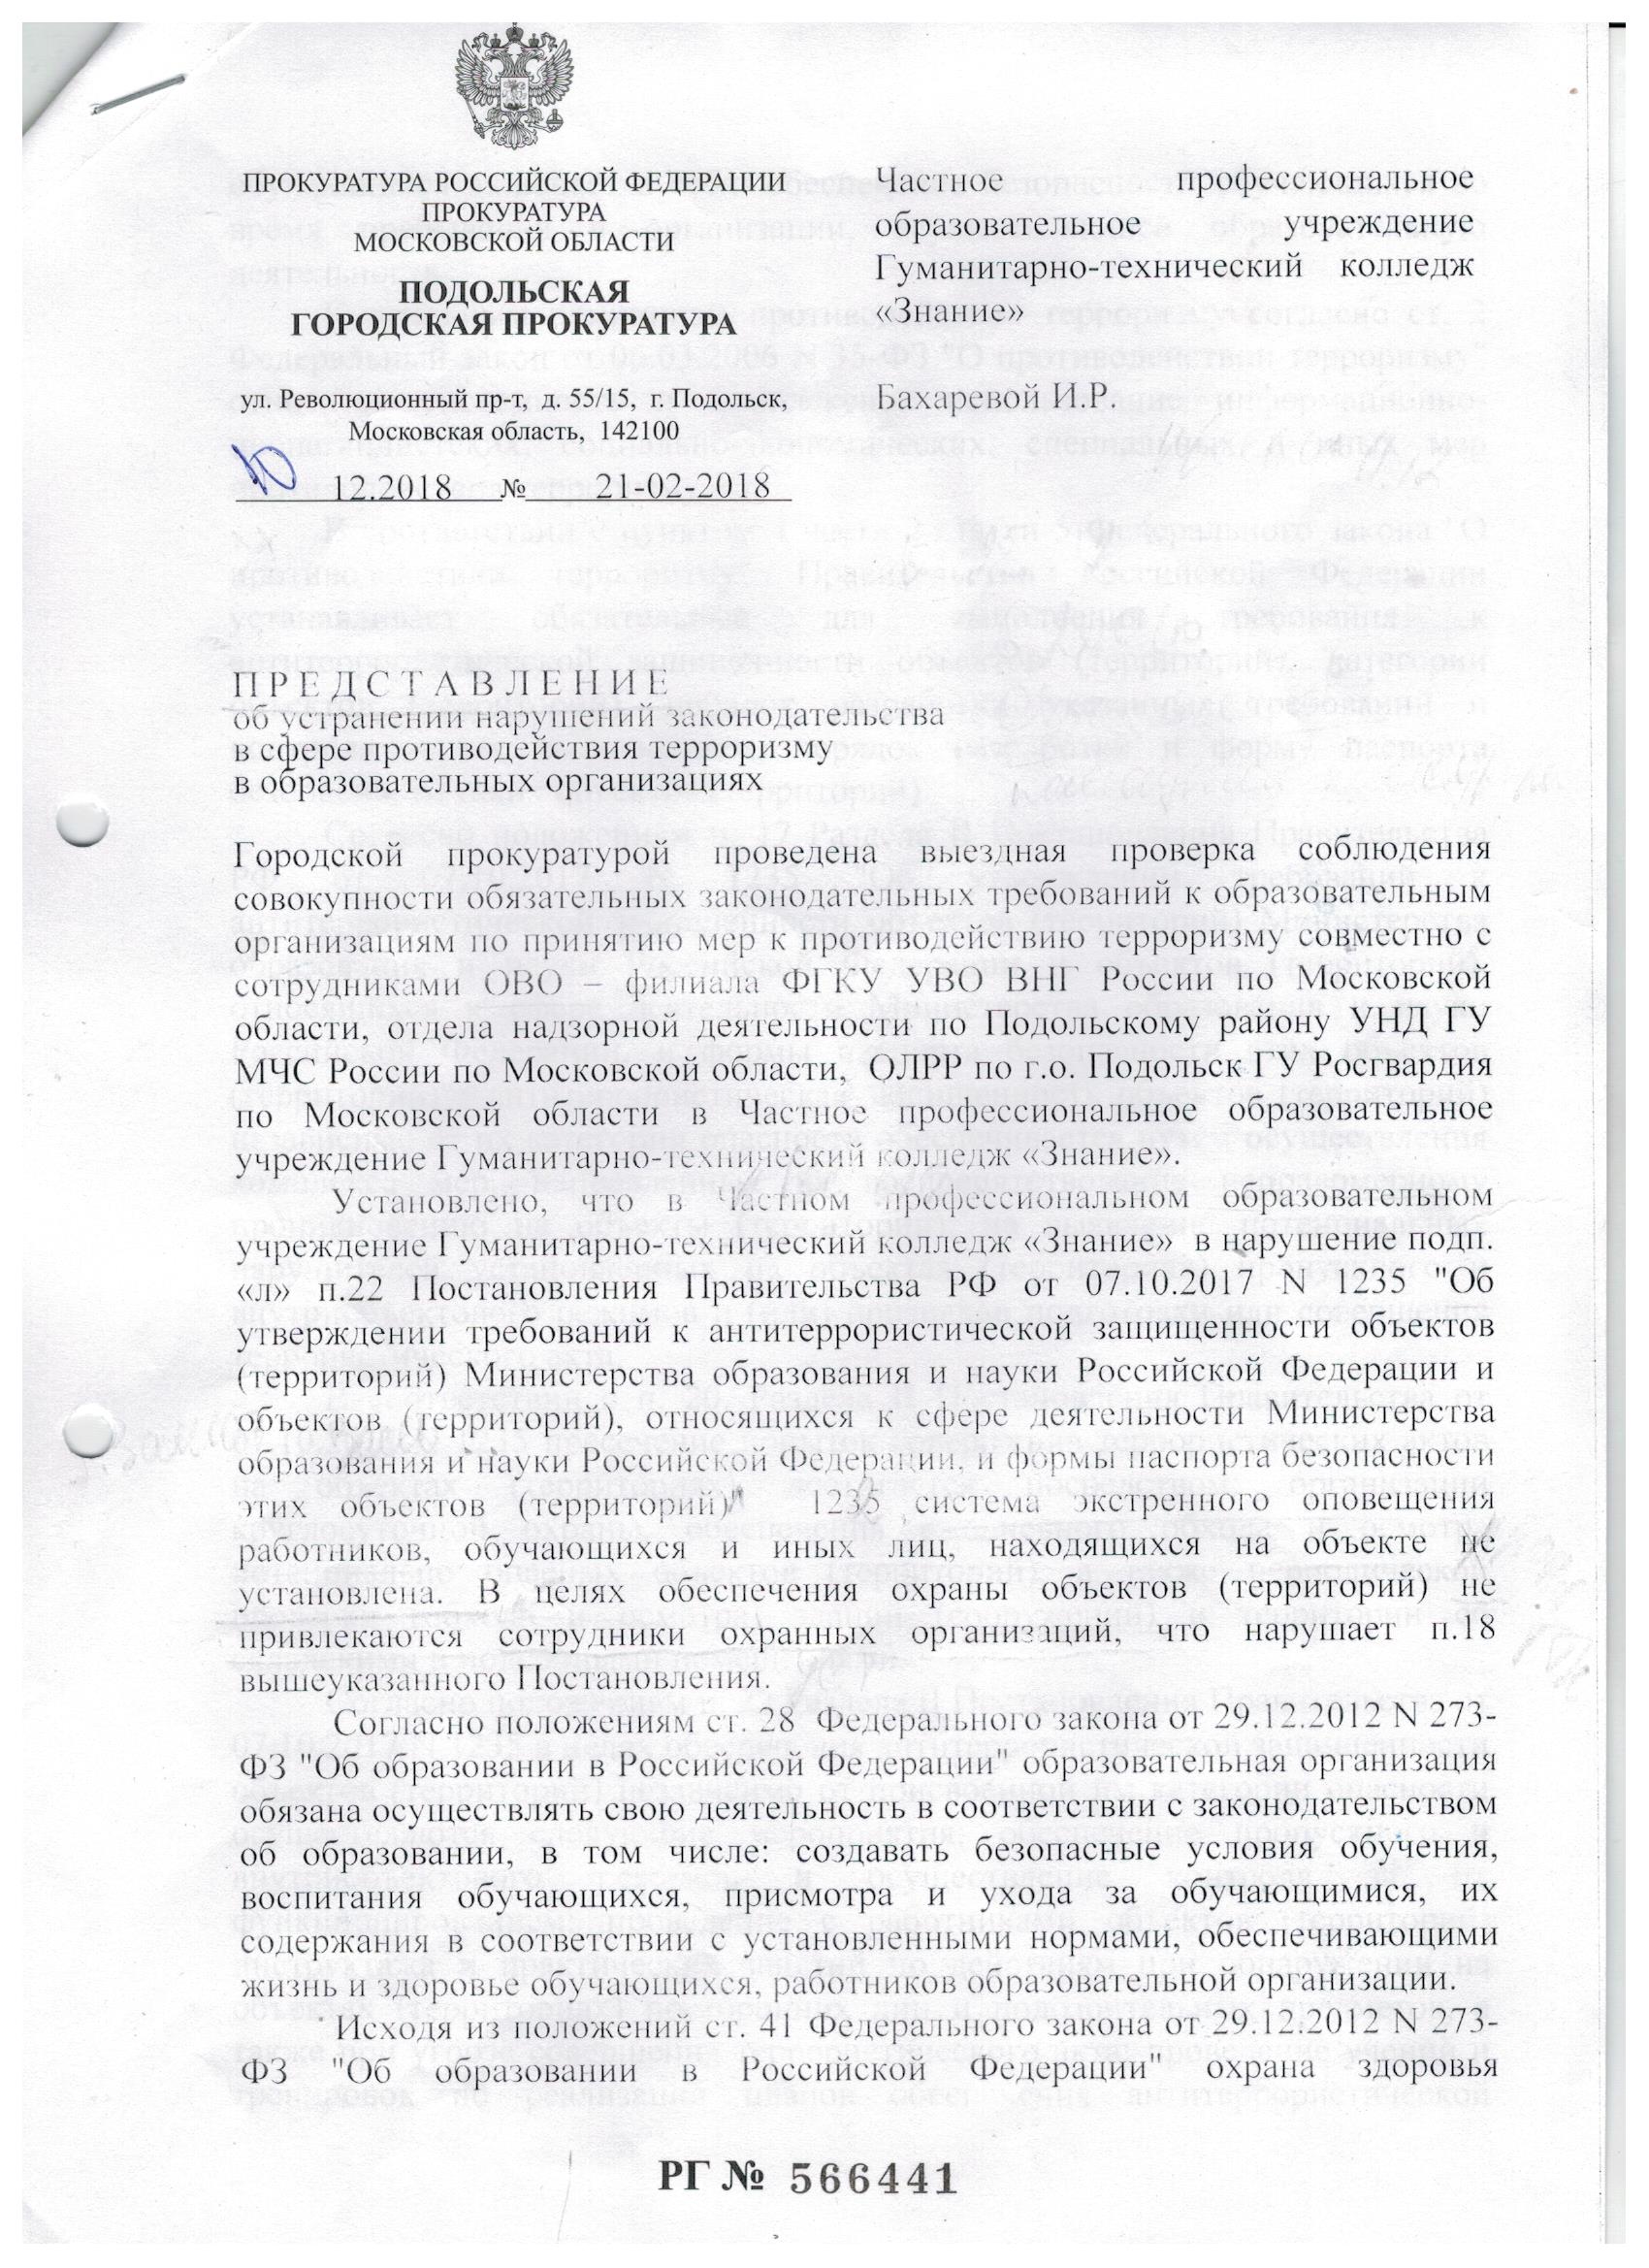 ПРОКУРАТУРА РОССИЙСКОЙ ФЕДЕРАЦИИ
ПРОКУРАТУРА
МОСКОВСКОЙ ОБЛАСТИ
ПОДОЛЬСКАЯ
ГОРОДСКАЯ ПРОКУРАТУРА
ул. Революционный пр-т, д. 55/15, г. Подольск,
Московская область, 142100
12.2018 № 21-02-2018
Частное профессиональное
образовательное учреждение
Гуманитарно-технический колледж
«Знание»
Бахаревой И.Р.
П Р Е Д С Т А В Л Е Н И Е
об устранении нарушений законодательства
в сфере противодействия терроризму
в образовательных организациях
Городской прокуратурой проведена выездная проверка соблюдения
совокупности обязательных законодательных требований к образовательным
организациям по принятию мер к противодействию терроризму совместно с
сотрудниками ОВО – филиала ФГКУ УВО ВНГ России по Московской
области, отдела надзорной деятельности по Подольскому району УНД ГУ
МЧС России по Московской области, ОЛРР по г.о. Подольск ГУ Росгвардия
по Московской области в Частное профессиональное образовательное
учреждение Гуманитарно-технический колледж «Знание».
Установлено, что в Частном профессиональном образовательном
учреждение Гуманитарно-технический колледж «Знание» в нарушение подп.
«л» п.22 Постановления Правительства РФ от 07.10.2017 N 1235 "Об
утверждении требований к антитеррористической защищенности объектов
(территорий) Министерства образования и науки Российской Федерации и
объектов (территорий), относящихся к сфере деятельности Министерства
образования и науки Российской Федерации, и формы паспорта безопасности
этих объектов (территорий)" 1235 система экстренного оповещения
работников, обучающихся и иных лиц, находящихся на объекте не
установлена. В целях обеспечения охраны объектов (территорий) не
привлекаются сотрудники охранных организаций, что нарушает п.18
вышеуказанного Постановления.
Согласно положениям ст. 28 Федерального закона от 29.12.2012 N 273-
ФЗ "Об образовании в Российской Федерации" образовательная организация
обязана осуществлять свою деятельность в соответствии с законодательством
об образовании, в том числе: создавать безопасные условия обучения,
воспитания обучающихся, присмотра и ухода за обучающимися, их
содержания в соответствии с установленными нормами, обеспечивающими
жизнь и здоровье обучающихся, работников образовательной организации.
Исходя из положений ст. 41 Федерального закона от 29.12.2012 N 273-
ФЗ "Об образовании в Российской Федерации" охрана здоровья
РГ № 566441